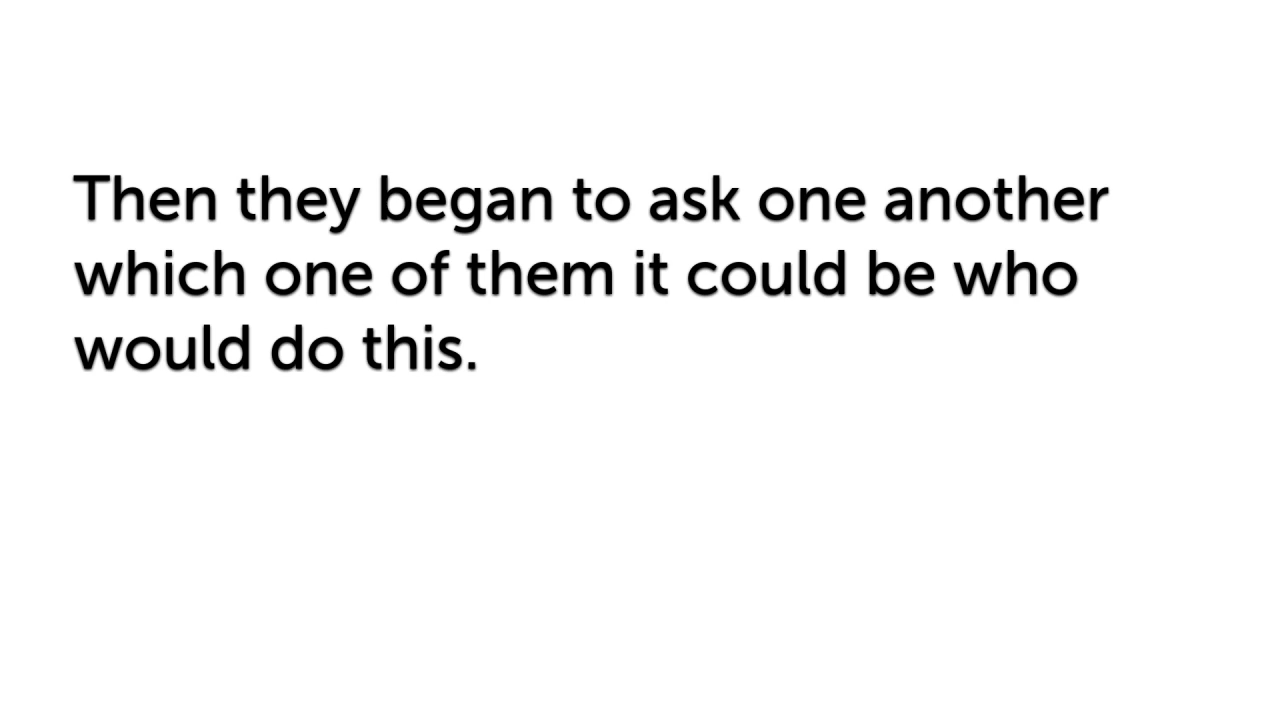 Then they began to ask one another
which one of them it could be who
would do this.